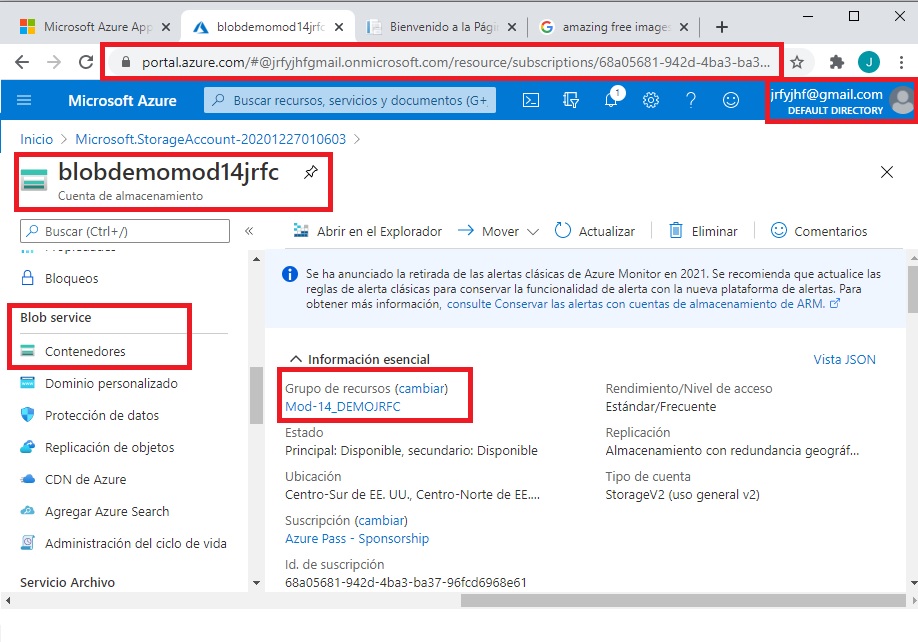 Microsoft Azure App
blobdemomod14jrfc
Bienvenido a la Pági
amazing free images
portal.azure.com/#@jrfyjhfgmail.onmicrosoft.com/resource/subscriptions/68a05681-942d-4ba3-ba3...
J
Microsoft Azure
Buscar recursos, servicios y documentos (G+
1
jrfyjhf@gmail.com
DEFAULT DIRECTORY
Inicio > Microsoft.StorageAccount-20201227010603 >
blobdemomod14jrfc
Cuenta de almacenamiento
Buscar (Ctrl+/)
«
Abrir en el Explorador
Mover
Actualizar
Eliminar
Comentarios
Bloqueos
Blob service
Contenedores
Dominio personalizado
Protección de datos
Replicación de objetos
CDN de Azure
Agregar Azure Search
Administración del ciclo de vida
Servicio Archivo
Se ha anunciado la retirada de las alertas clásicas de Azure Monitor en 2021. Se recomienda que actualice las
reglas de alerta clásicas para conservar la funcionalidad de alerta con la nueva plataforma de alertas. Para
obtener más información, consulte Conservar las alertas con cuentas de almacenamiento de ARM.
Información esencial
Vista JSON
Grupo de recursos (cambiar)
Mod-14_DEMOJRFC
Estado
Principal: Disponible, secundario: Disponible
Ubicación
Centro-Sur de EE. UU., Centro-Norte de EE....
Suscripción (cambiar)
Azure Pass - Sponsorship
Id. de suscripción
68a05681-942d-4ba3-ba37-96fcd6968e61
Rendimiento/Nivel de acceso
Estándar/Frecuente
Replicación
Almacenamiento con redundancia geográf...
Tipo de cuenta
StorageV2 (uso general v2)